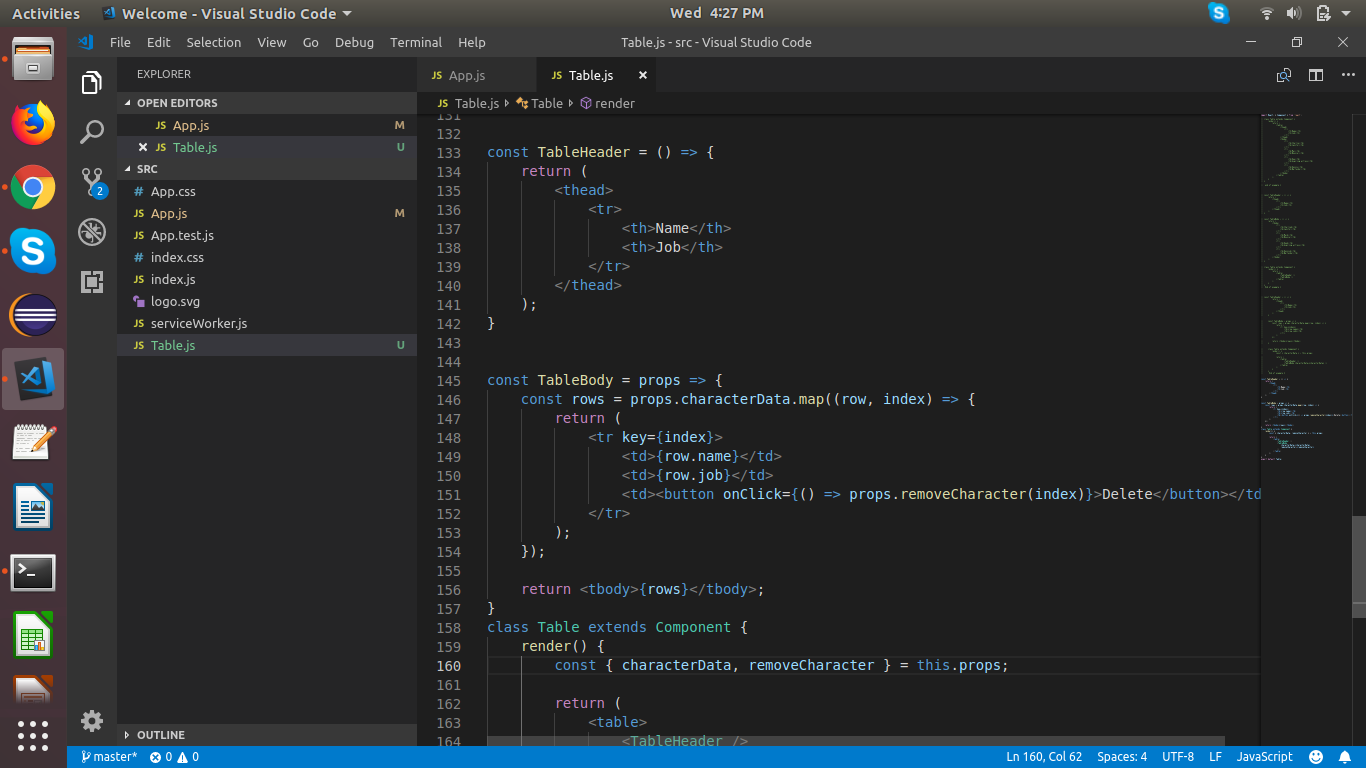 Activities
Welcome - Visual Studio Code
Wed 4:27 PM
File Edit Selection View Go Debug Terminal Help
Table.js - src - Visual Studio Code
EXPLORER
OPEN EDITORS
JS App.js M
JS Table.js U
SRC
# App.css
JS App.js M
JS App.test.js
# index.css
JS index.js
logo.svg
JS serviceWorker.js
JS Table.js U
OUTLINE
2
JS App.js
JS Table.js
JS Table.js Table render
131
132
133 const TableHeader = () => {
134 return (
135 <thead>
136 <tr>
137 <th>Name</th>
138 <th>Job</th>
139 </tr>
140 </thead>
141 );
142 }
143
144
145 const TableBody = props => {
146 const rows = props.characterData.map((row, index) => {
147 return (
148 <tr key={index}>
149 <td>{row.name}</td>
150 <td>{row.job}</td>
151 <td><button onClick={() => props.removeCharacter(index)}>Delete</button></td
152 </tr>
153 );
154 });
155
156 return <tbody>{rows}</tbody>;
157 }
158 class Table extends Component {
159 render() {
160 const { characterData, removeCharacter } = this.props;
161
162 return (
163 <table>
164 <TableHeader />
master* 0 0
Ln 160, Col 62 Spaces: 4 UTF-8 LF JavaScript